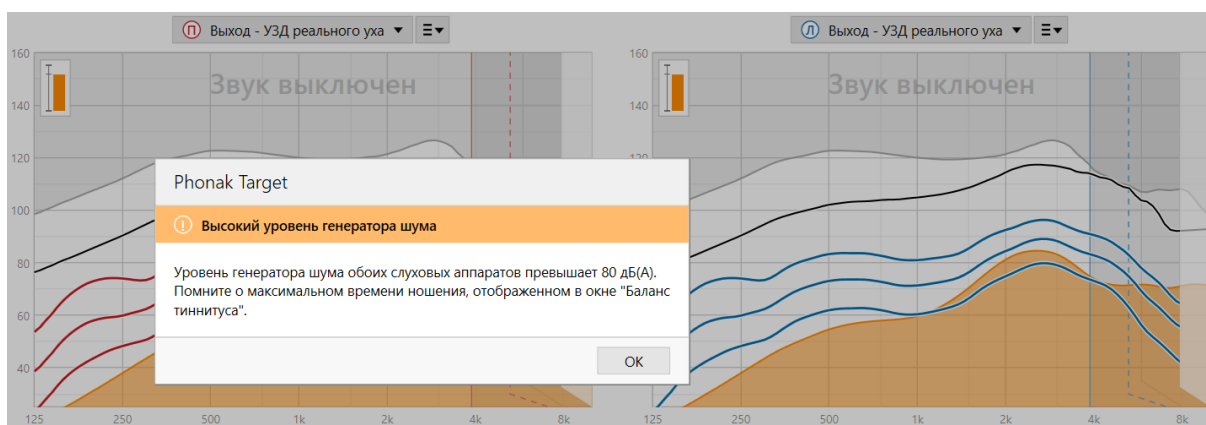 П Выход - УЗД реального уха
Л Выход - УЗД реального уха
160
Звук выключен
140
120
100
80
60
40
125 250 500 1k 2k 4k 8k
160
Звук выключен
140
120
125 250 500 1k 2k 4k 8k
Phonak Target
Высокий уровень генератора шума
Уровень генератора шума обоих слуховых аппаратов превышает 80 дБ(А).
Помните о максимальном времени ношения, отображенном в окне "Баланс
тиннитуса".
OK